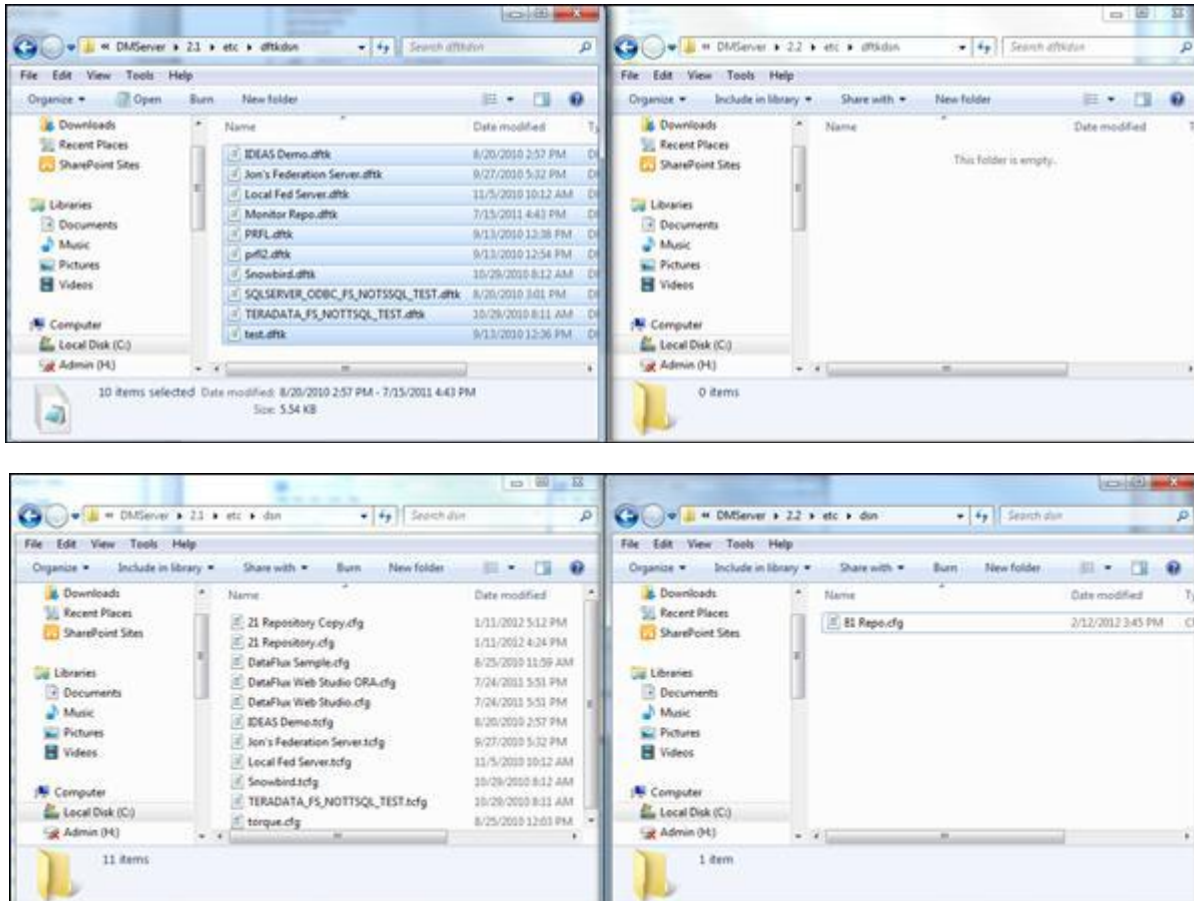 « DMServer ▸ 2.1 ▸ etc ▸ dftkdsn
Search dftkdsn
File Edit View Tools Help
Organize Open Burn New folder
Downloads
Recent Places
SharePoint Sites
Libraries
Documents
Music
Pictures
Videos
Computer
Local Disk (C:)
Admin (H:)
Name Date modified
IDEAS Demo.dftk 8/20/2010 2:57 PM
Jon's Federation Server.dftk 9/27/2010 5:32 PM
Local Fed Server.dftk 11/5/2010 10:12 AM
Monitor Repo.dftk 7/15/2011 4:43 PM
PRFL.dftk 9/13/2010 12:38 PM
prfl2.dftk 9/13/2010 12:54 PM
Snowbird.dftk 10/29/2010 8:12 AM
SQLSERVER_ODBC_FS_NOTSSQL_TEST.dftk 8/20/2010 3:01 PM
TERADATA_FS_NOTTSQL_TEST.dftk 10/29/2010 8:11 AM
test.dftk 9/13/2010 12:36 PM
10 items selected Date modified: 8/20/2010 2:57 PM - 7/15/2011 4:43 PM
Size: 5.54 KB
« DMServer ▸ 2.2 ▸ etc ▸ dftkdsn
Search dftkdsn
File Edit View Tools Help
Organize Include in library Share with New folder
Downloads
Recent Places
SharePoint Sites
Libraries
Documents
Music
Pictures
Videos
Computer
Local Disk (C:)
Admin (H:)
Name Date modified
This folder is empty.
0 items
« DMServer ▸ 2.1 ▸ etc ▸ dsn
Search dsn
File Edit View Tools Help
Organize Include in library Share with Burn New folder
Downloads
Recent Places
SharePoint Sites
Libraries
Documents
Music
Pictures
Videos
Computer
Local Disk (C:)
Admin (H:)
Name Date modified
21 Repository Copy.cfg 1/11/2012 5:12 PM
21 Repository.cfg 1/11/2012 4:24 PM
DataFlux Sample.cfg 8/25/2010 11:59 AM
DataFlux Web Studio ORA.cfg 7/24/2011 5:51 PM
DataFlux Web Studio.cfg 7/24/2011 5:51 PM
IDEAS Demo.tcfg 8/20/2010 2:57 PM
Jon's Federation Server.tcfg 9/27/2010 5:32 PM
Local Fed Server.tcfg 11/5/2010 10:12 AM
Snowbird.tcfg 10/29/2010 8:12 AM
TERADATA_FS_NOTTSQL_TEST.tcfg 10/29/2010 8:11 AM
torque.cfg 8/25/2010 12:03 PM
11 items
« DMServer ▸ 2.2 ▸ etc ▸ dsn
Search dsn
File Edit View Tools Help
Organize Include in library Share with Burn New folder
Downloads
Recent Places
SharePoint Sites
Libraries
Documents
Music
Pictures
Videos
Computer
Local Disk (C:)
Admin (H:)
Name Date modified
81 Repo.cfg 2/12/2012 3:45 PM
1 item